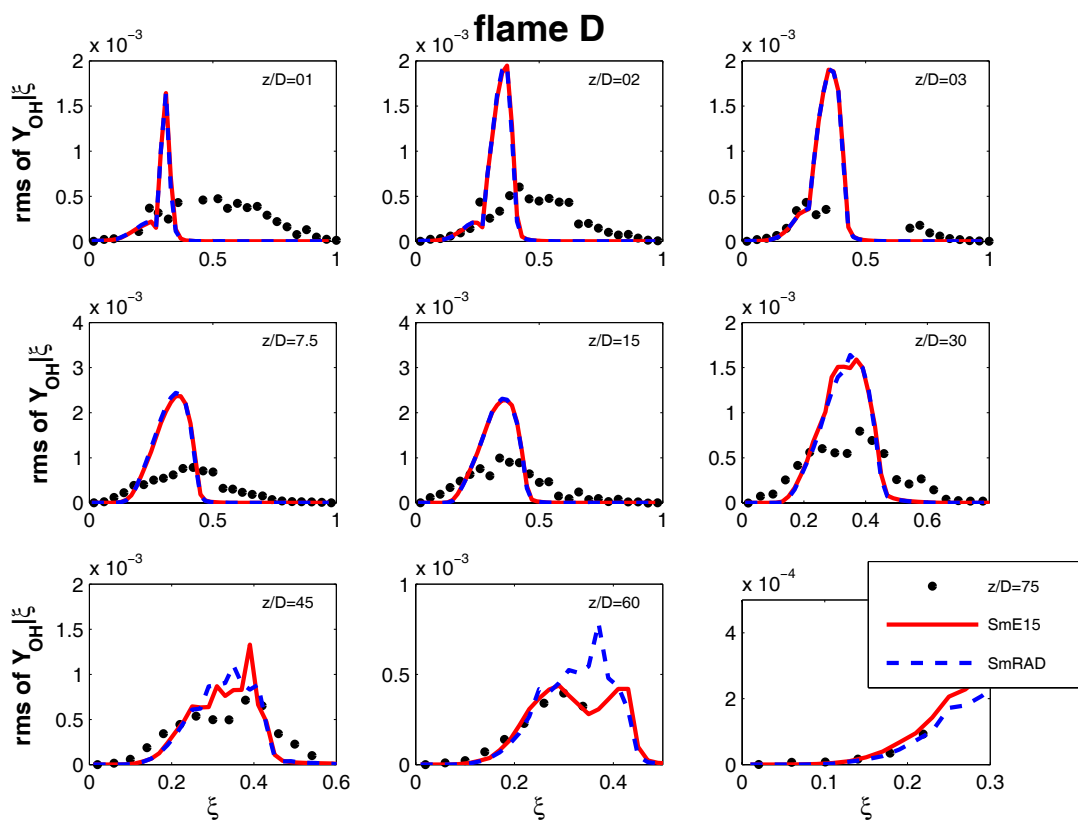 flame D
x 10⁻³ x 10⁻³ x 10⁻³
z/D=01 z/D=02 z/D=03
rms of Y_OH|ξ
2 1.5 1 0.5 0
0 0.5 1
2 1.5 1 0.5 0
0 0.5 1
2 1.5 1 0.5 0
0 0.5 1
x 10⁻³ x 10⁻³ x 10⁻³
z/D=7.5 z/D=15 z/D=30
rms of Y_OH|ξ
4 3 2 1 0
0 0.5 1
4 3 2 1 0
0 0.5 1
2 1.5 1 0.5 0
0 0.2 0.4 0.6
x 10⁻³ x 10⁻³ x 10⁻⁴
z/D=45 z/D=60 z/D=75
SmE15
SmRAD
rms of Y_OH|ξ
2 1.5 1 0.5 0
0 0.2 0.4 0.6
1 0.5 0
0 0.2 0.4
4 2 0
0 0.1 0.2 0.3
ξ ξ ξ